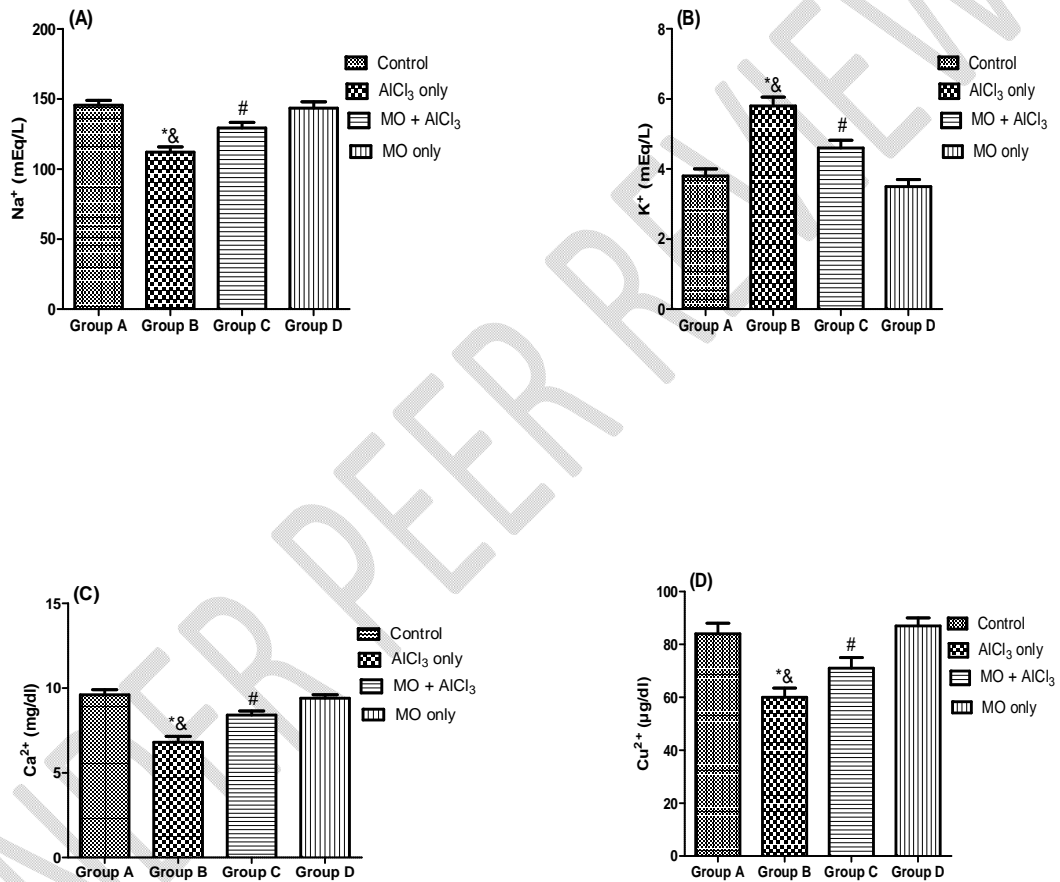 (A)
Na⁺ (mEq/L)
200
150
100
50
0
*&
#
Group A Group B Group C Group D
Control
AlCl₃ only
MO + AlCl₃
MO only
(B)
K⁺ (mEq/L)
8
6
4
2
0
*&
#
Group A Group B Group C Group D
Control
AlCl₃ only
MO + AlCl₃
MO only
(C)
Ca²⁺ (mg/dl)
15
10
5
0
*&
#
Group A Group B Group C Group D
Control
AlCl₃ only
MO + AlCl₃
MO only
(D)
Cu²⁺ (µg/dl)
100
80
60
40
20
0
*&
#
Group A Group B Group C Group D
Control
AlCl₃ only
MO + AlCl₃
MO only
NDER PEER REVIEW